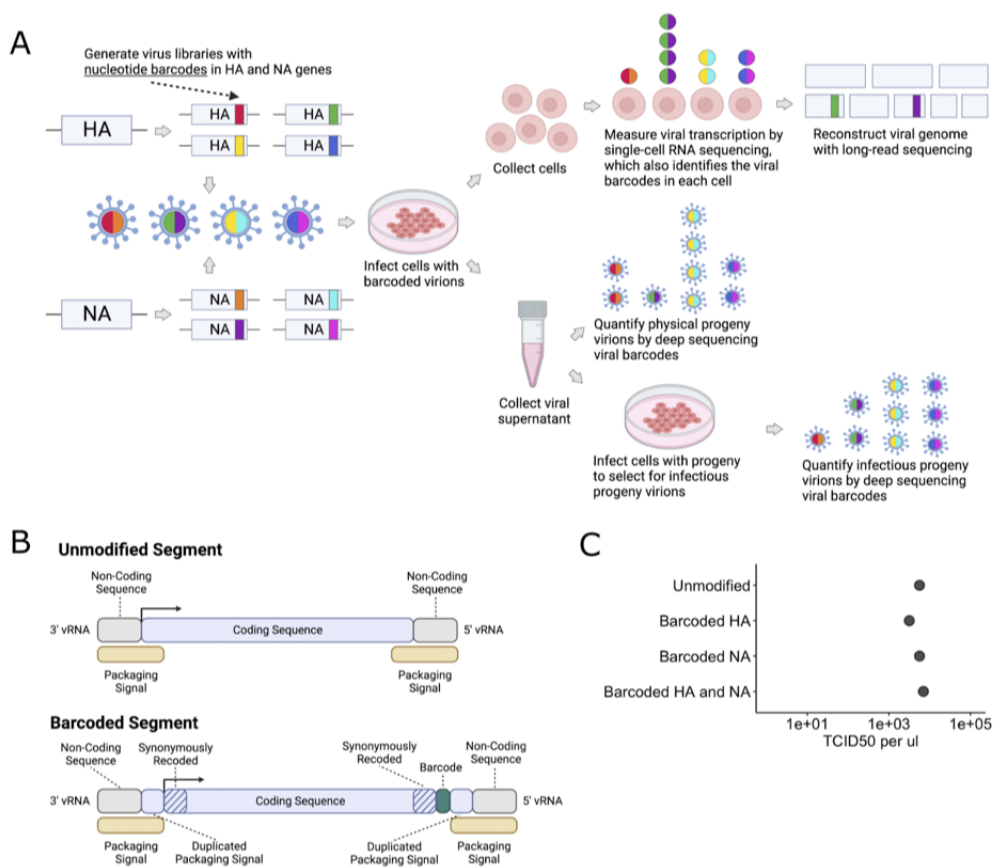 A
Generate virus libraries with
nucleotide barcodes in HA and NA genes
HA
HA
HA
HA
HA
Collect cells
Measure viral transcription by
single-cell RNA sequencing,
which also identifies the viral
barcodes in each cell
Reconstruct viral genome
with long-read sequencing
Infect cells with
barcoded virions
NA
NA
NA
NA
NA
Quantify physical progeny
virions by deep sequencing
viral barcodes
Collect viral
supernatant
Infect cells with progeny
to select for infectious
progeny virions
Quantify infectious progeny
virions by deep sequencing
viral barcodes
B
Unmodified Segment
Non-Coding
Sequence
Non-Coding
Sequence
3' vRNA
Coding Sequence
5' vRNA
Packaging
Signal
Packaging
Signal
Barcoded Segment
Non-Coding
Sequence
Synonymously
Recoded
Synonymously
Recoded
Barcode
Non-Coding
Sequence
3' vRNA
Coding Sequence
5' vRNA
Packaging
Signal
Duplicated
Packaging Signal
Duplicated
Packaging Signal
Packaging
Signal
C
Unmodified
Barcoded HA
Barcoded NA
Barcoded HA and NA
1e+01 1e+03 1e+05
TCID50 per ul